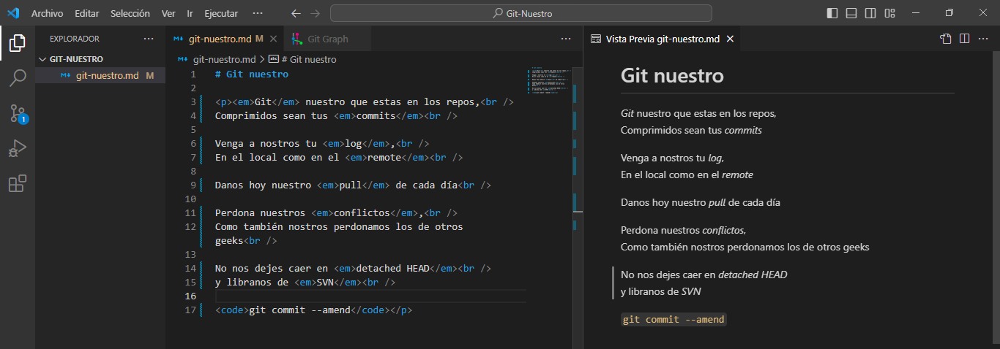 Archivo Editar Selección Ver Ir Ejecutar ··· Git-Nuestro
EXPLORADOR ···
GIT-NUESTRO
git-nuestro.md M
1
git-nuestro.md M Git Graph ···
git-nuestro.md > # Git nuestro
1 # Git nuestro
2
3 <p><em>Git</em> nuestro que estas en los repos,<br />
4 Comprimidos sean tus <em>commits</em><br />
5
6 Venga a nostros tu <em>log</em>,<br />
7 En el local como en el <em>remote</em><br />
8
9 Danos hoy nuestro <em>pull</em> de cada día<br />
10
11 Perdona nuestros <em>conflictos</em>,<br />
12 Como también nostros perdonamos los de otros
geeks<br />
13
14 No nos dejes caer en <em>detached HEAD</em><br />
15 y libranos de <em>SVN</em><br />
16
17 <code>git commit --amend</code></p>
Vista Previa git-nuestro.md ···
Git nuestro
Git nuestro que estas en los repos,
Comprimidos sean tus commits
Venga a nostros tu log,
En el local como en el remote
Danos hoy nuestro pull de cada día
Perdona nuestros conflictos,
Como también nostros perdonamos los de otros geeks
No nos dejes caer en detached HEAD
y libranos de SVN
git commit --amend